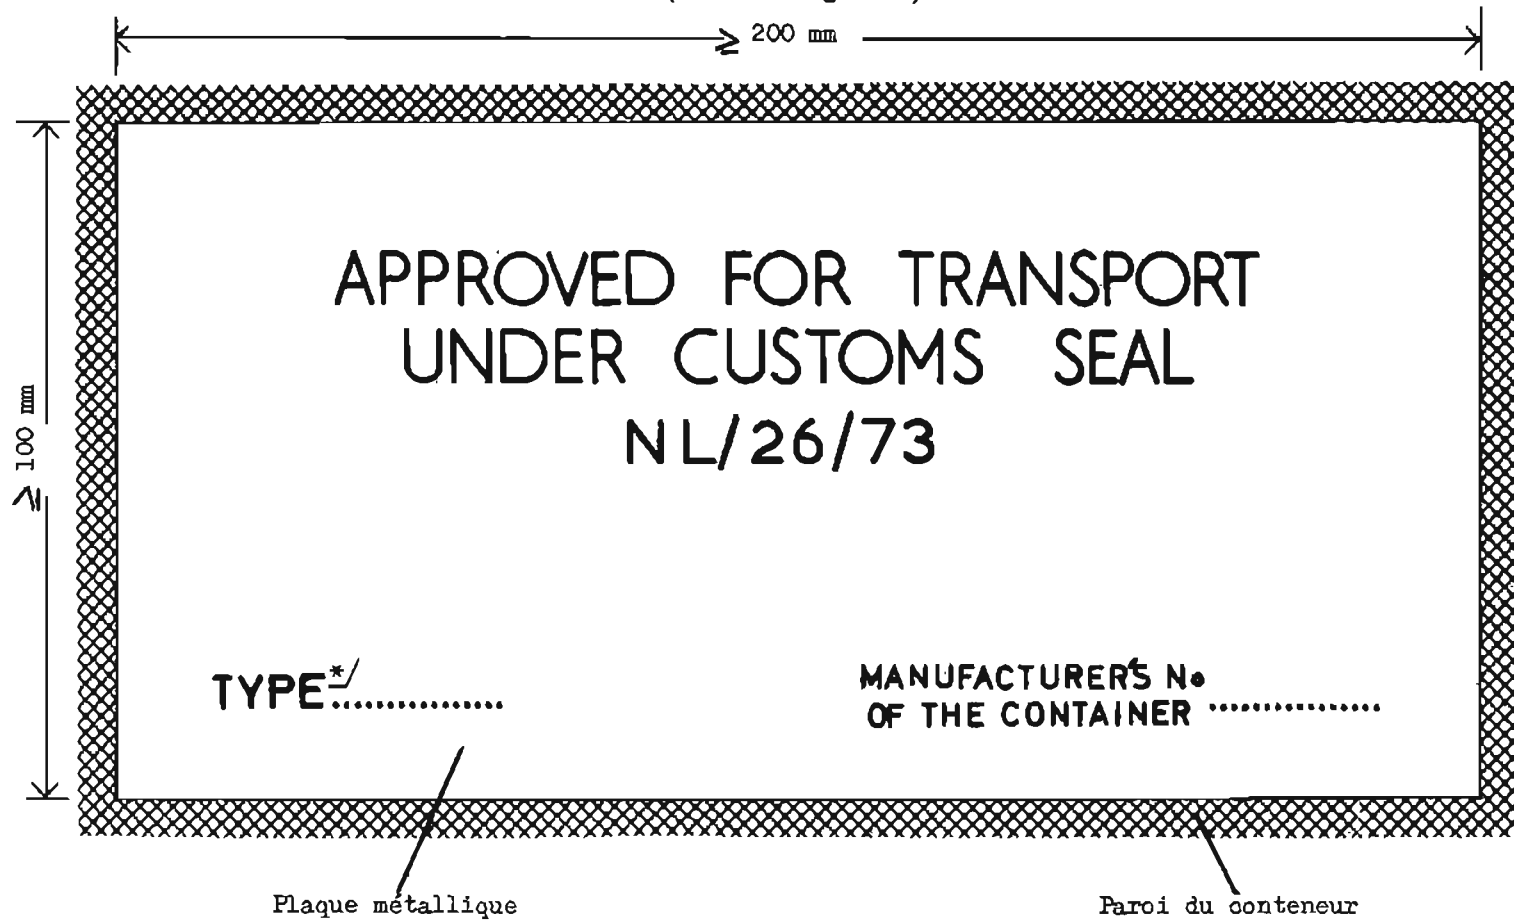 ≥ 200 mm
≥ 100 mm
APPROVED FOR TRANSPORT
UNDER CUSTOMS SEAL
NL/26/73
TYPE*/...............
MANUFACTURER'S No
OF THE CONTAINER ...............
Plaque métallique
Paroi du conteneur